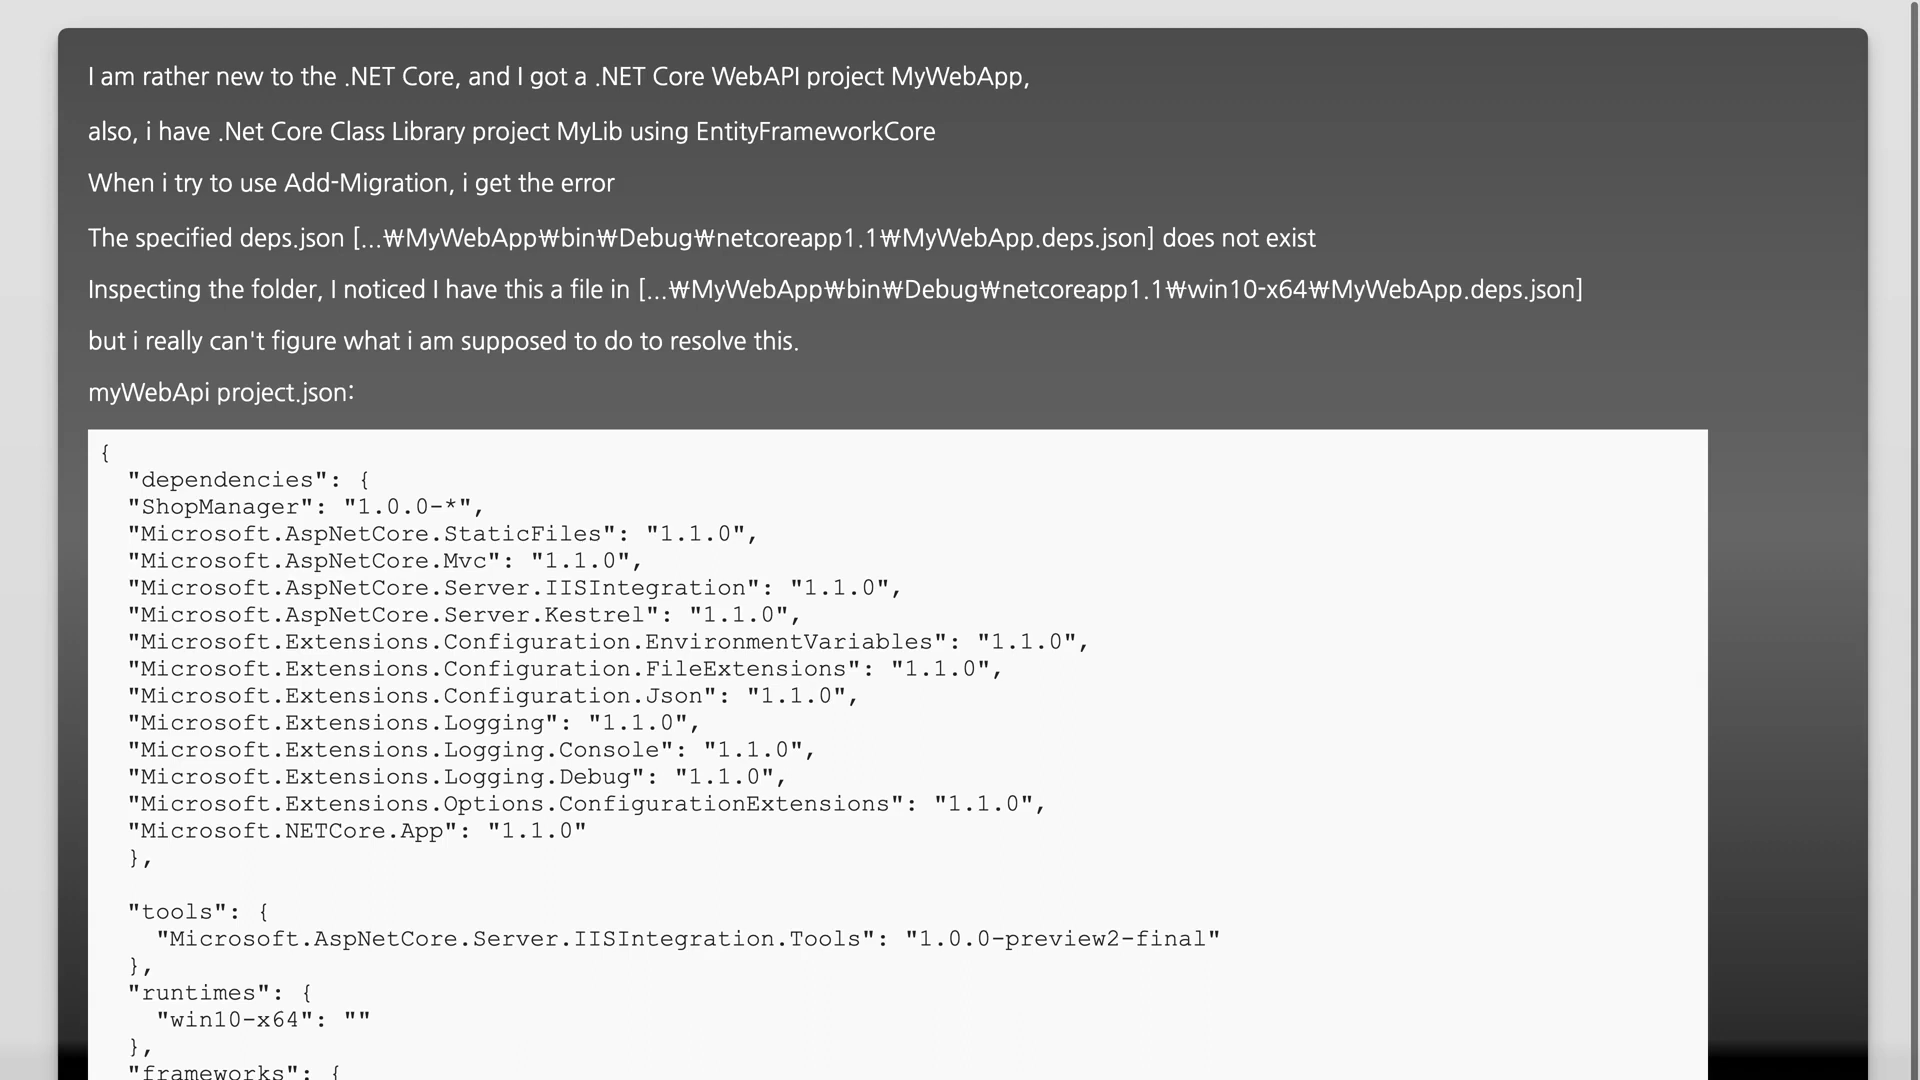 I am rather new to the .NET Core, and I got a .NET Core WebAPI project MyWebApp,
also, i have .Net Core Class Library project MyLib using EntityFrameworkCore
When i try to use Add-Migration, i get the error
The specified deps.json [...₩MyWebApp₩bin₩Debug₩netcoreapp1.1₩MyWebApp.deps.json] does not exist
Inspecting the folder, I noticed I have this a file in [...₩MyWebApp₩bin₩Debug₩netcoreapp1.1₩win10-x64₩MyWebApp.deps.json]
but i really can't figure what i am supposed to do to resolve this.
myWebApi project.json:
{
  "dependencies": {
  "ShopManager": "1.0.0-*",
  "Microsoft.AspNetCore.StaticFiles": "1.1.0",
  "Microsoft.AspNetCore.Mvc": "1.1.0",
  "Microsoft.AspNetCore.Server.IISIntegration": "1.1.0",
  "Microsoft.AspNetCore.Server.Kestrel": "1.1.0",
  "Microsoft.Extensions.Configuration.EnvironmentVariables": "1.1.0",
  "Microsoft.Extensions.Configuration.FileExtensions": "1.1.0",
  "Microsoft.Extensions.Configuration.Json": "1.1.0",
  "Microsoft.Extensions.Logging": "1.1.0",
  "Microsoft.Extensions.Logging.Console": "1.1.0",
  "Microsoft.Extensions.Logging.Debug": "1.1.0",
  "Microsoft.Extensions.Options.ConfigurationExtensions": "1.1.0",
  "Microsoft.NETCore.App": "1.1.0"
  },
  "tools": {
    "Microsoft.AspNetCore.Server.IISIntegration.Tools": "1.0.0-preview2-final"
  },
  "runtimes": {
    "win10-x64": ""
  },
  "frameworks": {